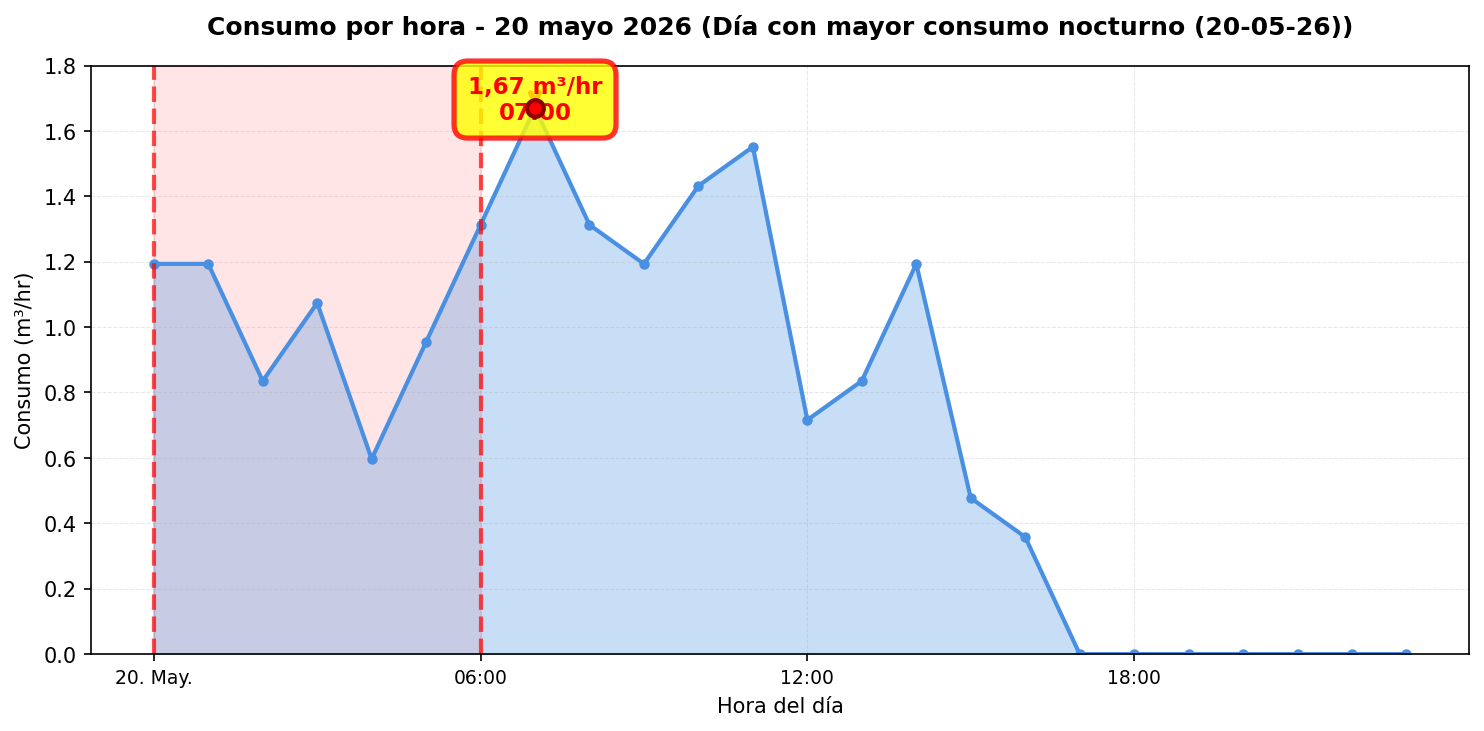 Consumo por hora - 20 mayo 2026 (Día con mayor consumo nocturno (20-05-26))
1,67 m³/hr
07:00
Consumo (m³/hr)
1.8
1.6
1.4
1.2
1.0
0.8
0.6
0.4
0.2
0.0
20. May.
06:00
12:00
18:00
Hora del día